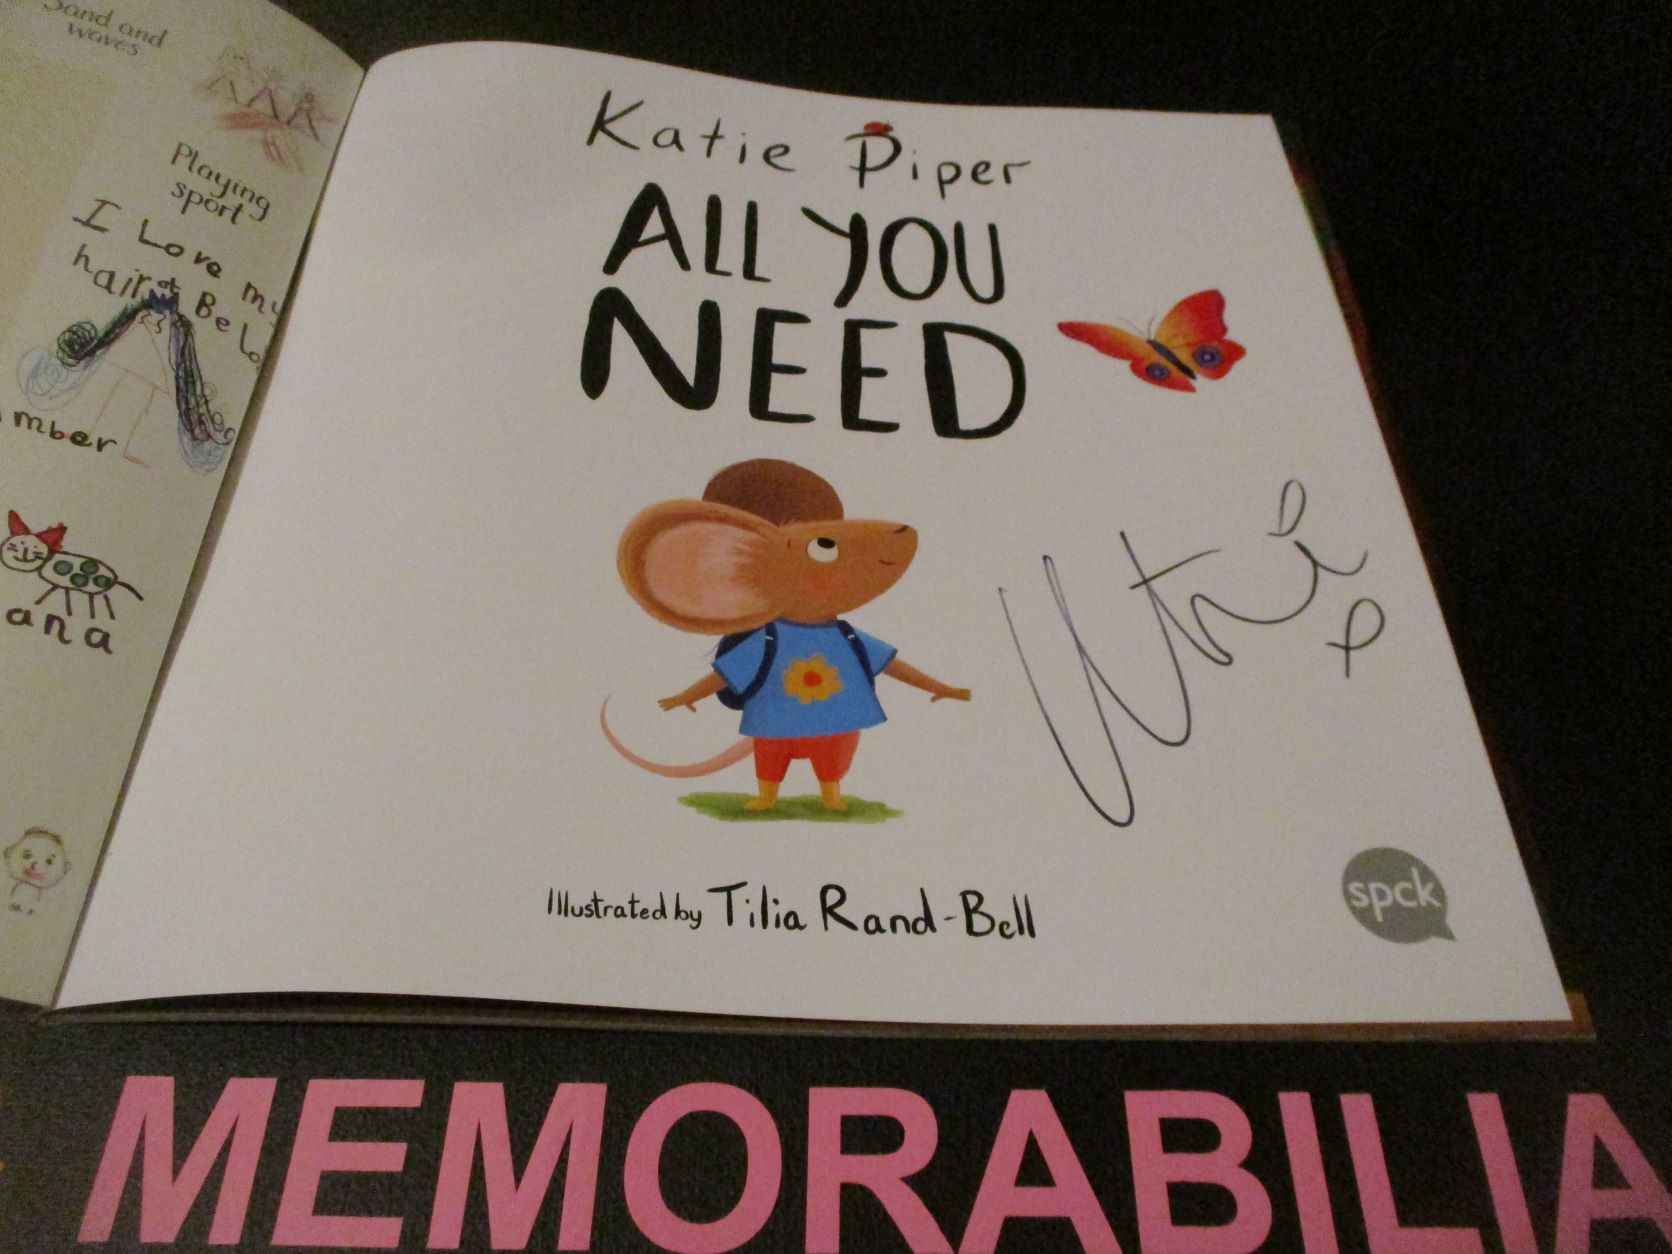 Sand and
waves
Playing
sport
I Love my
hair
Belo
mber
ana
Katie Piper
ALL YOU
NEED
Illustrated by Tilia Rand-Bell
spck
MEMORABILIA